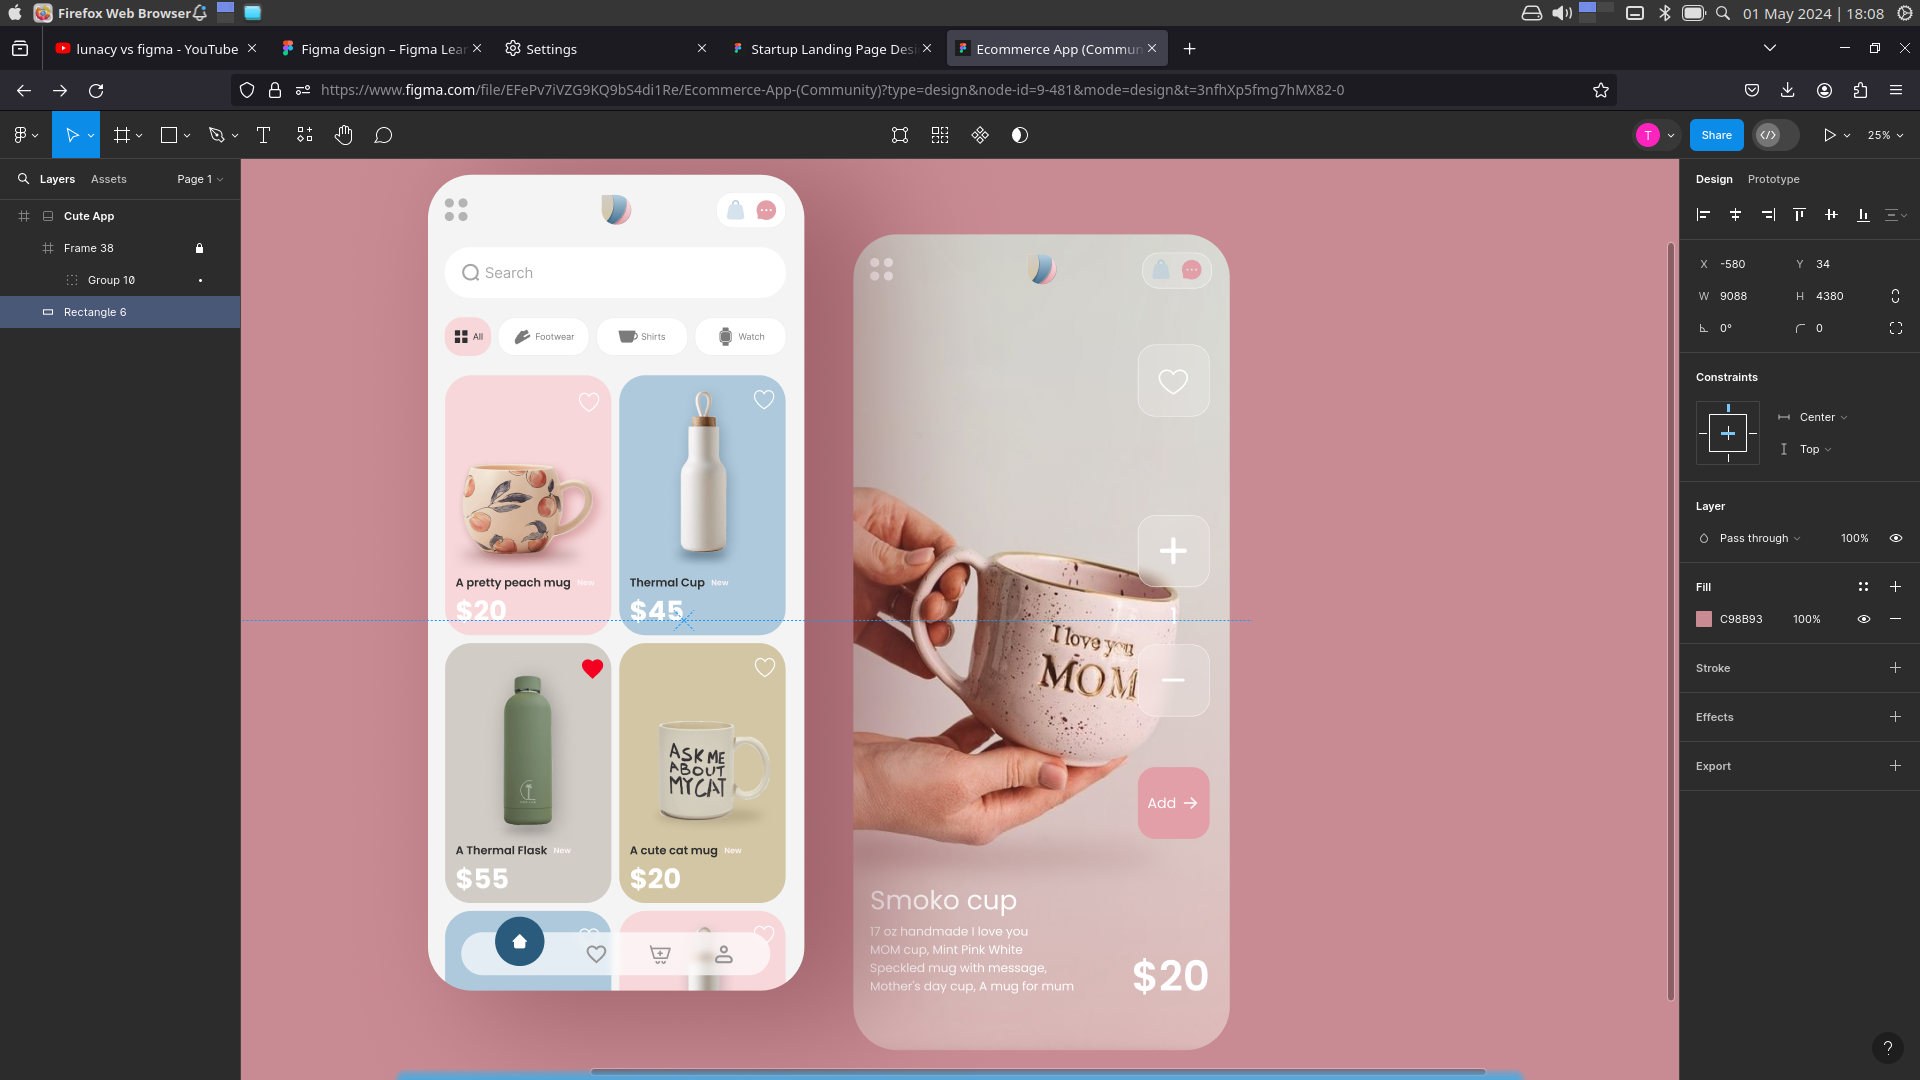 Firefox Web Browser
01 May 2024 | 18:08
lunacy vs figma - YouTube
Figma design – Figma Lear
Settings
Startup Landing Page Desi
Ecommerce App (Commun
https://www.figma.com/file/EFePv7iVZG9KQ9bS4di1Re/Ecommerce-App-(Community)?type=design&node-id=9-481&mode=design&t=3nfhXp5fmg7hMX82-0
T
Share
25%
Layers
Assets
Page 1
Cute App
Frame 38
Group 10
Rectangle 6
Search
All
Footwear
Shirts
Watch
A pretty peach mug New
$20
Thermal Cup New
$45
A Thermal Flask New
$55
ASK ME
ABOUT
MY CAT
A cute cat mug New
$20
1
I love you
MOM
Add
Smoko cup
17 oz handmade I love you
MOM cup, Mint Pink White
Speckled mug with message,
Mother's day cup, A mug for mum
$20
Design
Prototype
X -580
Y 34
W 9088
H 4380
0°
0
Constraints
Center
Top
Layer
Pass through
100%
Fill
C98B93
100%
Stroke
Effects
Export
?